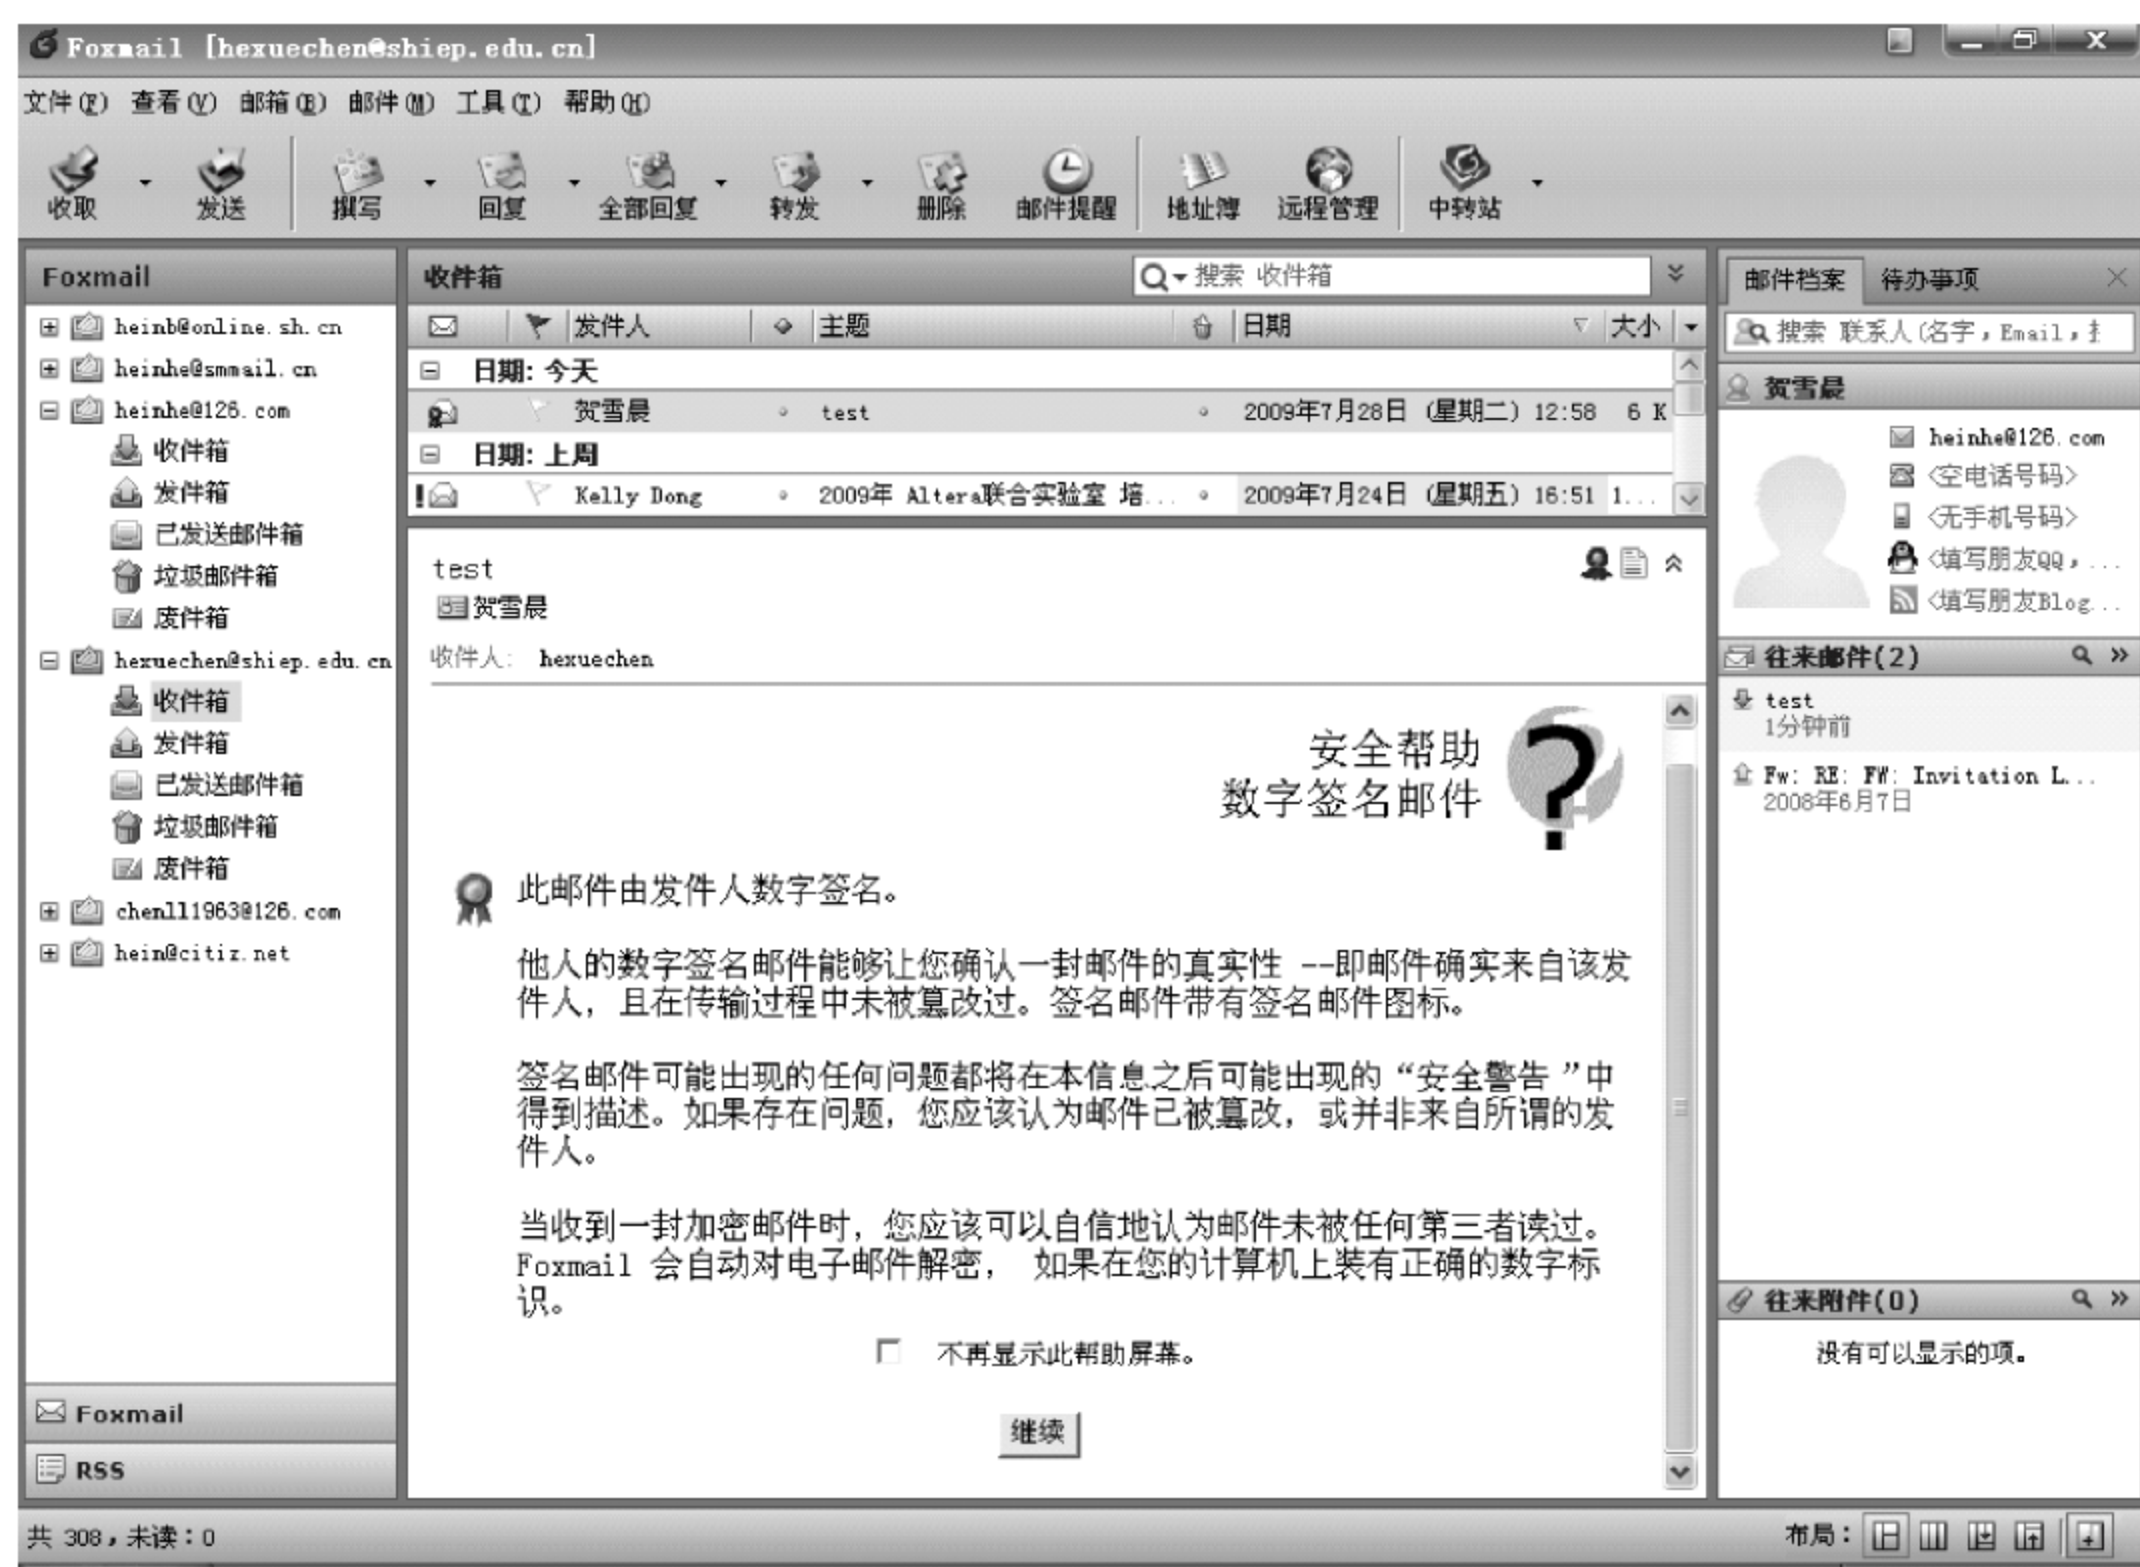 Foxmail [hexuechen@shiep.edu.cn]
文件(F) 查看(V) 邮箱(B) 邮件(M) 工具(T) 帮助(H)
收取 发送 撰写 回复 全部回复 转发 删除 邮件提醒 地址簿 远程管理 中转站
Foxmail
heinb@online.sh.cn
heinhe@smmail.cn
heinhe@126.com
收件箱
发件箱
已发送邮件箱
垃圾邮件箱
废件箱
hexuechen@shiep.edu.cn
收件箱
发件箱
已发送邮件箱
垃圾邮件箱
废件箱
chenll1963@126.com
hein@citiz.net
Foxmail
RSS
收件箱 搜索 收件箱
发件人 主题 日期 大小
日期: 今天
贺雪晨 test 2009年7月28日 (星期二) 12:58 6 K
日期: 上周
Kelly Dong 2009年 Altera联合实验室 培... 2009年7月24日 (星期五) 16:51 1...
test
贺雪晨
收件人: hexuechen
安全帮助
数字签名邮件
此邮件由发件人数字签名。
他人的数字签名邮件能够让您确认一封邮件的真实性 --即邮件确实来自该发
件人，且在传输过程中未被篡改过。签名邮件带有签名邮件图标。
签名邮件可能出现的任何问题都将在本信息之后可能出现的“安全警告 ”中
得到描述。如果存在问题，您应该认为邮件已被篡改，或并非来自所谓的发
件人。
当收到一封加密邮件时，您应该可以自信地认为邮件未被任何第三者读过。
Foxmail 会自动对电子邮件解密， 如果在您的计算机上装有正确的数字标
识。
不再显示此帮助屏幕。
继续
邮件档案 待办事项
搜索 联系人(名字，Email，
贺雪晨
heinhe@126.com
<空电话号码>
<无手机号码>
<填写朋友QQ，...
<填写朋友Blog...
往来邮件(2)
test
1分钟前
Fw: RE: FW: Invitation L...
2008年6月7日
往来附件(0)
没有可以显示的项。
共 308，未读：0
布局：